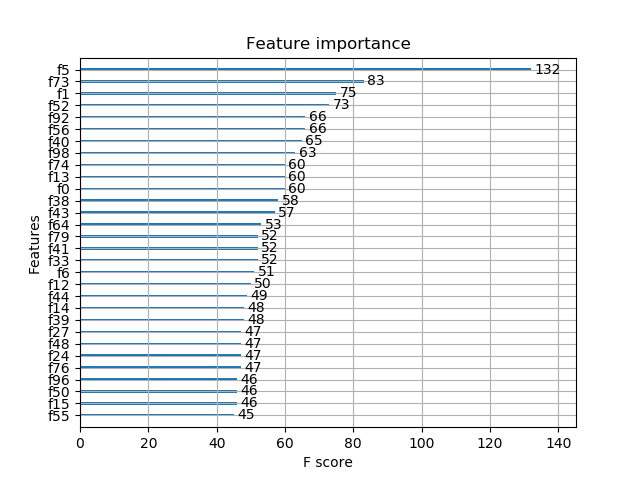 Feature importance
f5 132
f73 83
f1 75
f52 73
f92 66
f56 66
f40 65
f98 63
f74 60
f13 60
f0 60
f38 58
f43 57
f64 53
f79 52
f41 52
f33 52
f6 51
f12 50
f44 49
f14 48
f39 48
f27 47
f48 47
f24 47
f76 47
f96 46
f50 46
f15 46
f55 45
Features
0 20 40 60 80 100 120 140
F score